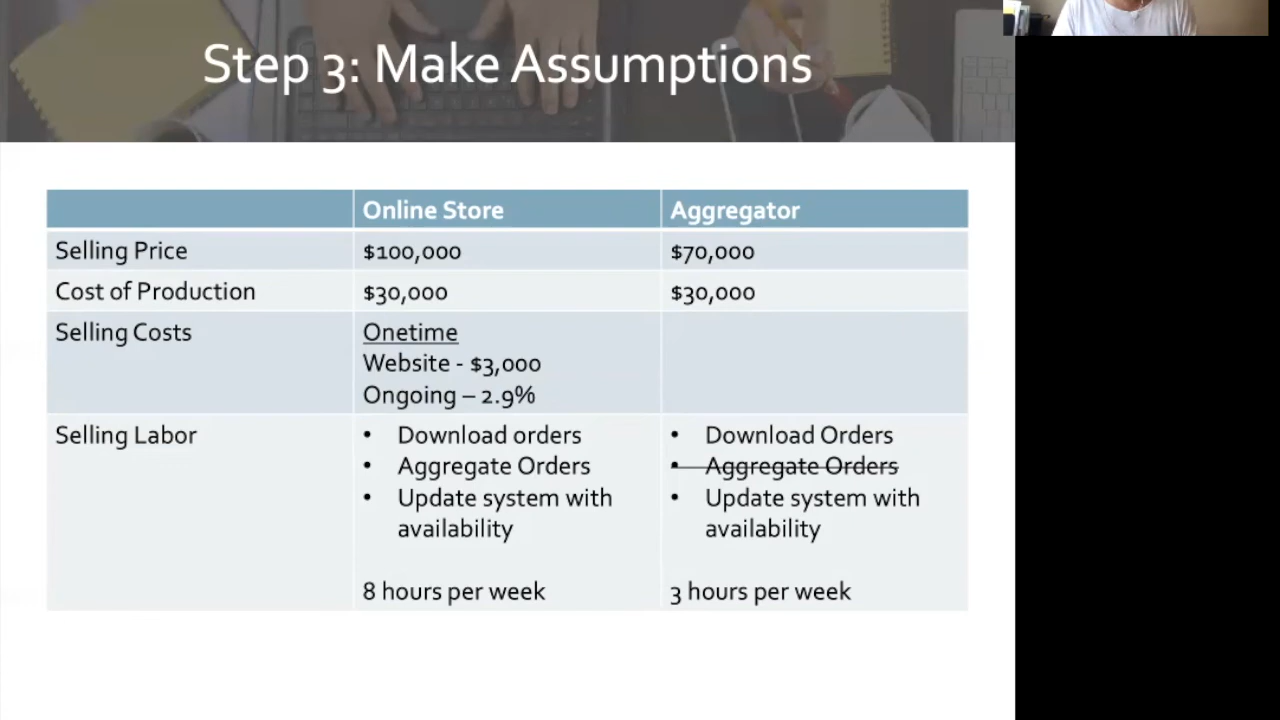 Step 3: Make Assumptions
Online Store Aggregator
Selling Price $100,000 $70,000
Cost of Production $30,000 $30,000
Selling Costs Onetime
Website - $3,000
Ongoing – 2.9%
Selling Labor • Download orders • Download Orders
• Aggregate Orders • Aggregate Orders
• Update system with • Update system with
availability availability
8 hours per week 3 hours per week